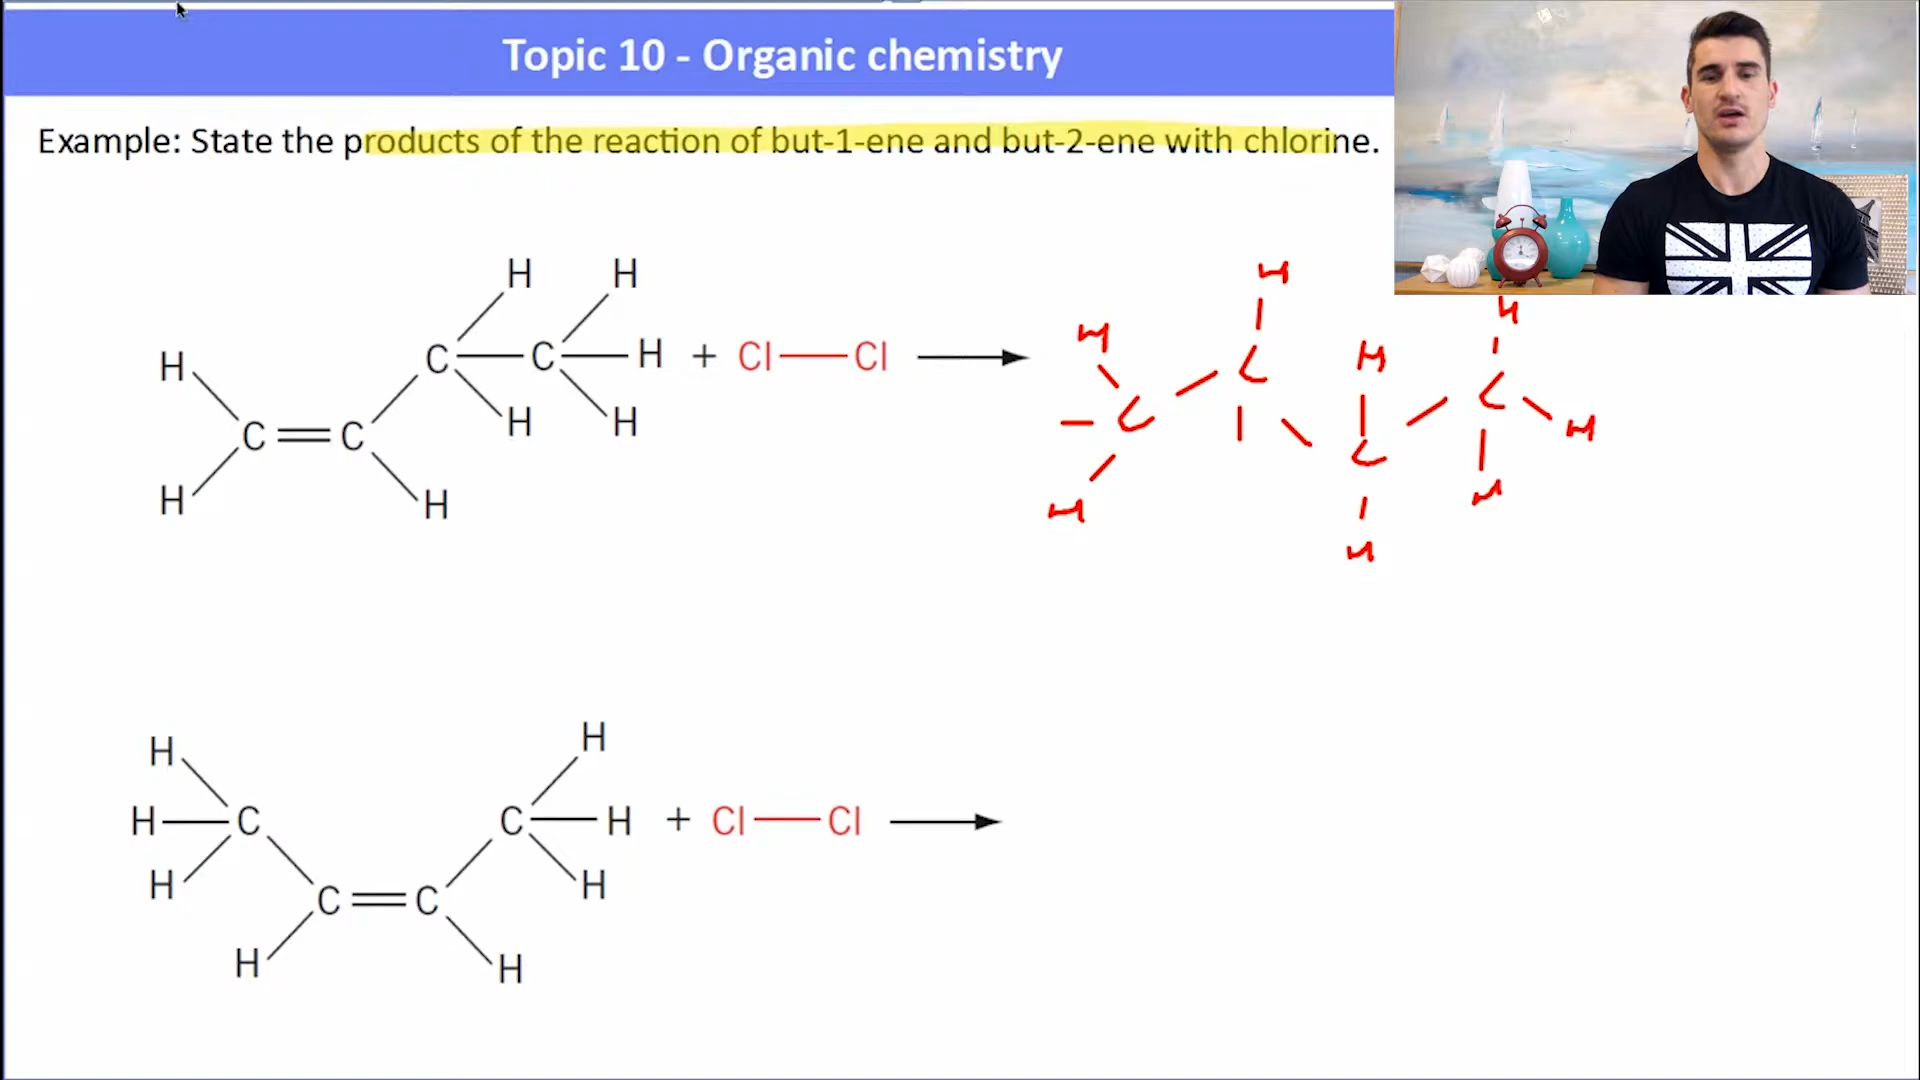 Topic 10 - Organic chemistry
Example: State the products of the reaction of but-1-ene and but-2-ene with chlorine.
H H
H C C H + Cl Cl
C C H H
H H
H
H C H
H C H
C C H
H H
H
H
H C C H + Cl Cl
H C C H
H H